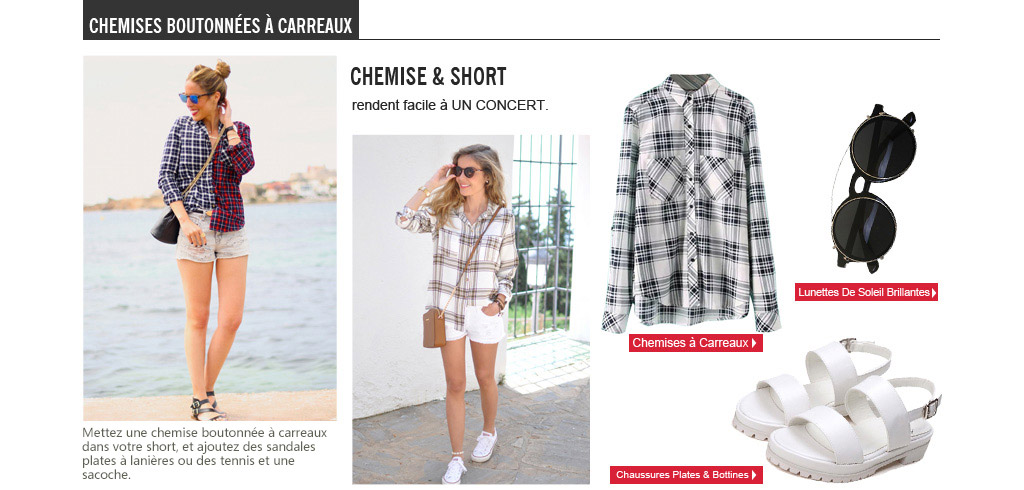 CHEMISES BOUTONNÉES À CARREAUX
CHEMISE & SHORT
rendent facile à UN CONCERT.
Lunettes De Soleil Brillantes
Chemises à Carreaux
Mettez une chemise boutonnée à carreaux
dans votre short, et ajoutez des sandales
plates à lanières ou des tennis et une
sacoche.
Chaussures Plates & Bottines